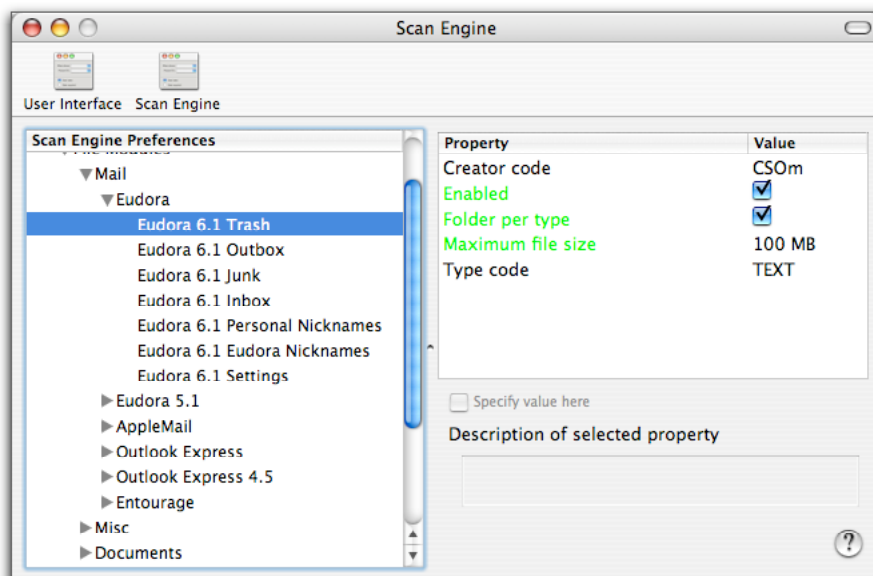 Scan Engine
User Interface Scan Engine
Scan Engine Preferences
File Modules
Mail
Eudora
Eudora 6.1 Trash
Eudora 6.1 Outbox
Eudora 6.1 Junk
Eudora 6.1 Inbox
Eudora 6.1 Personal Nicknames
Eudora 6.1 Eudora Nicknames
Eudora 6.1 Settings
Eudora 5.1
AppleMail
Outlook Express
Outlook Express 4.5
Entourage
Misc
Documents
Property Value
Creator code CSOm
Enabled
Folder per type
Maximum file size 100 MB
Type code TEXT
Specify value here
Description of selected property
?